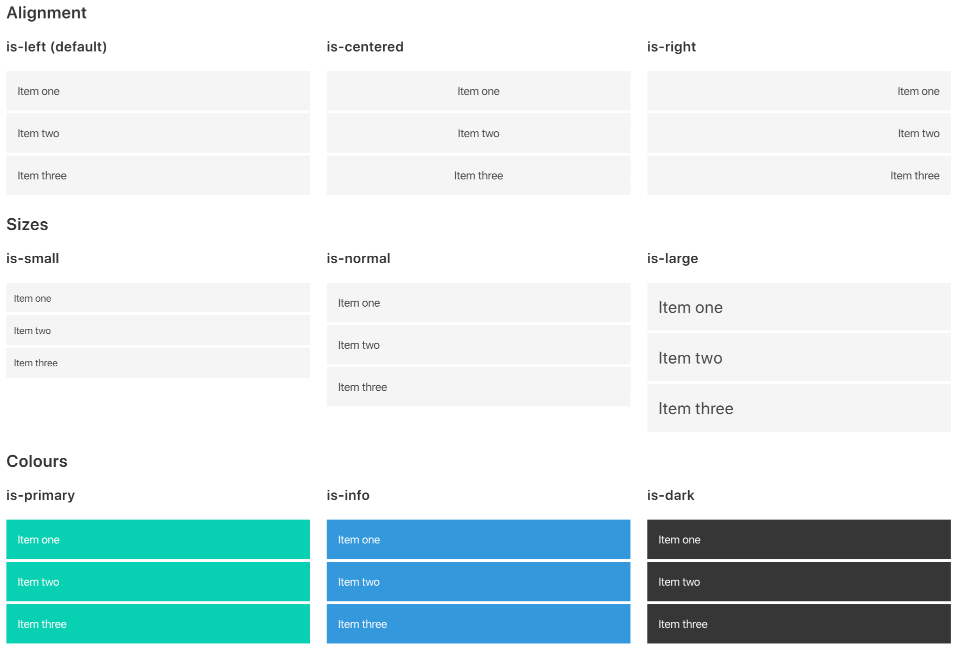 Alignment
is-left (default)
Item one
Item two
Item three
is-centered
Item one
Item two
Item three
is-right
Item one
Item two
Item three
Sizes
is-small
Item one
Item two
Item three
is-normal
Item one
Item two
Item three
is-large
Item one
Item two
Item three
Colours
is-primary
Item one
Item two
Item three
is-info
Item one
Item two
Item three
is-dark
Item one
Item two
Item three